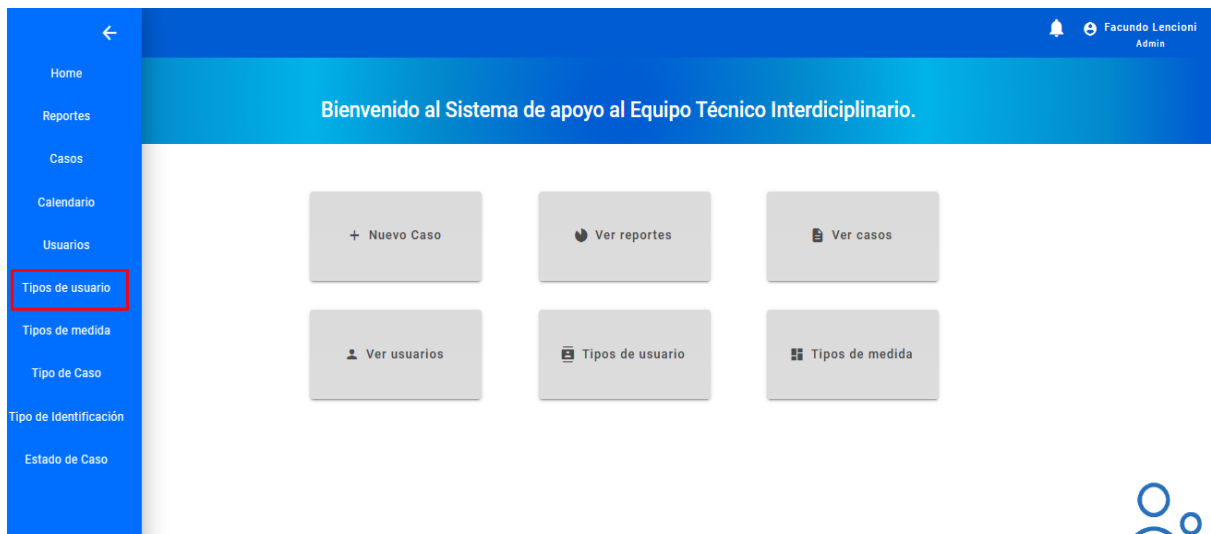 Facundo Lencioni
Admin
Home
Reportes
Casos
Calendario
Usuarios
Tipos de usuario
Tipos de medida
Tipo de Caso
Tipo de Identificación
Estado de Caso
Bienvenido al Sistema de apoyo al Equipo Técnico Interdiciplinario.
+ Nuevo Caso
Ver reportes
Ver casos
Ver usuarios
Tipos de usuario
Tipos de medida